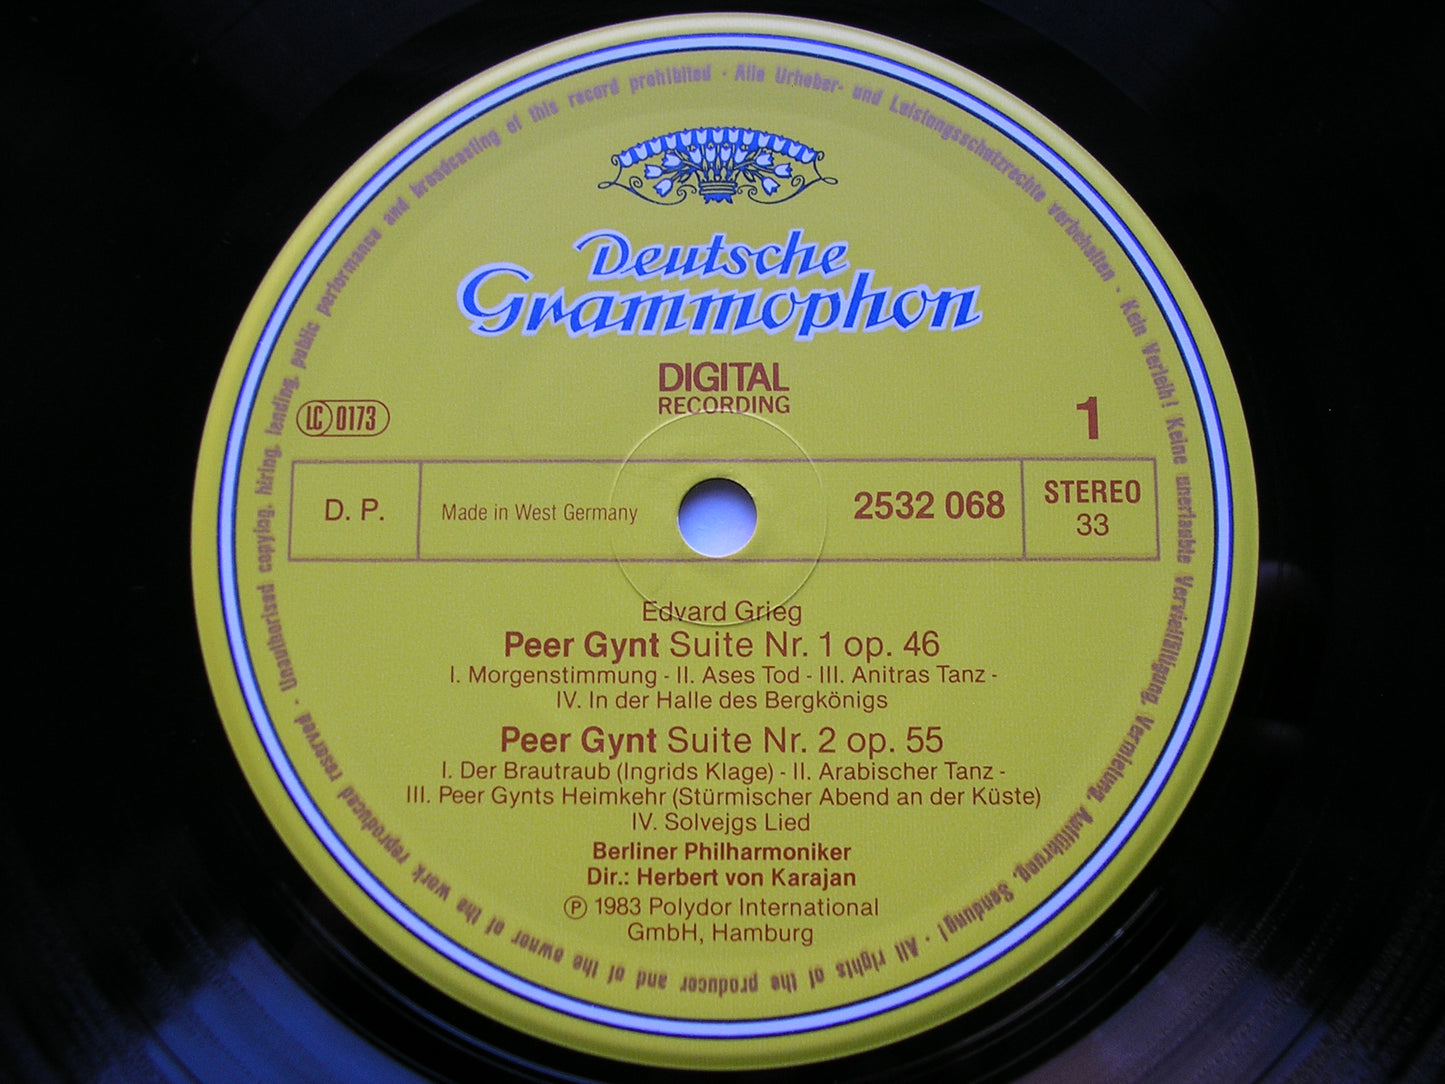 Deutsche
Grammophon
DIGITAL
RECORDING
LC 0173
1
D. P.
Made in West Germany
2532 068
STEREO
33
Edvard Grieg
Peer Gynt Suite Nr. 1 op. 46
I. Morgenstimmung - II. Ases Tod - III. Anitras Tanz -
IV. In der Halle des Bergkönigs
Peer Gynt Suite Nr. 2 op. 55
I. Der Brautraub (Ingrids Klage) - II. Arabischer Tanz -
III. Peer Gynts Heimkehr (Stürmischer Abend an der Küste)
IV. Solvejgs Lied
Berliner Philharmoniker
Dir.: Herbert von Karajan
Ⓟ 1983 Polydor International
GmbH, Hamburg
Alle Urheber- und Leistungsschutzrechte vorbehalten · Kein Verleih! Keine unerlaubte Vervielfältigung, Vermietung, Aufführung, Sendung! · All rights of the producer and of the owner of the work reproduced reserved · Unauthorised copying, hiring, lending, public performance and broadcasting of this record prohibited ·